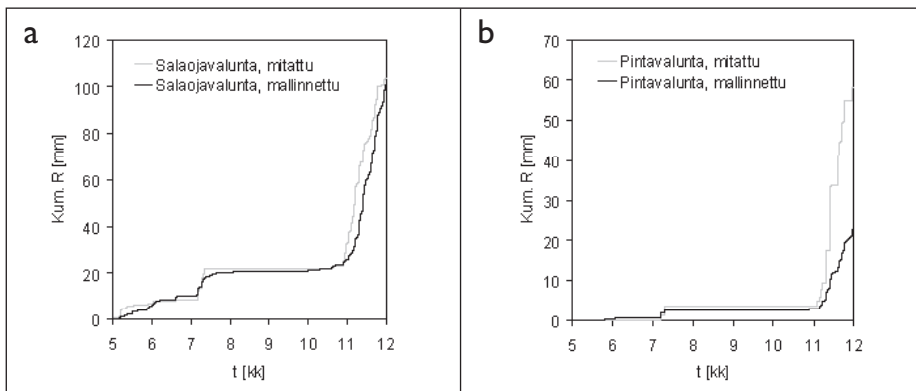 a
120
100
80
60
40
20
0
Kum. R [mm]
Salaojavalunta, mitattu
Salaojavalunta, mallinnettu
5 6 7 8 9 10 11 12
t [kk]
b
70
60
50
40
30
20
10
0
Kum. R [mm]
Pintavalunta, mitattu
Pintavalunta, mallinnettu
5 6 7 8 9 10 11 12
t [kk]